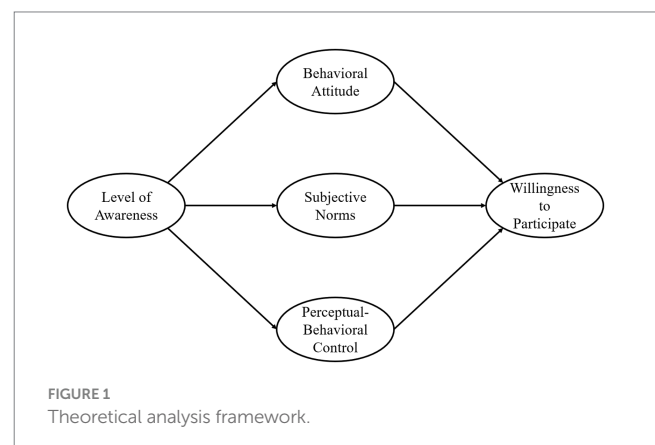 Behavioral
Attitude
Level of
Awareness
Subjective
Norms
Willingness
to
Participate
Perceptual-
Behavioral
Control
FIGURE 1
Theoretical analysis framework.